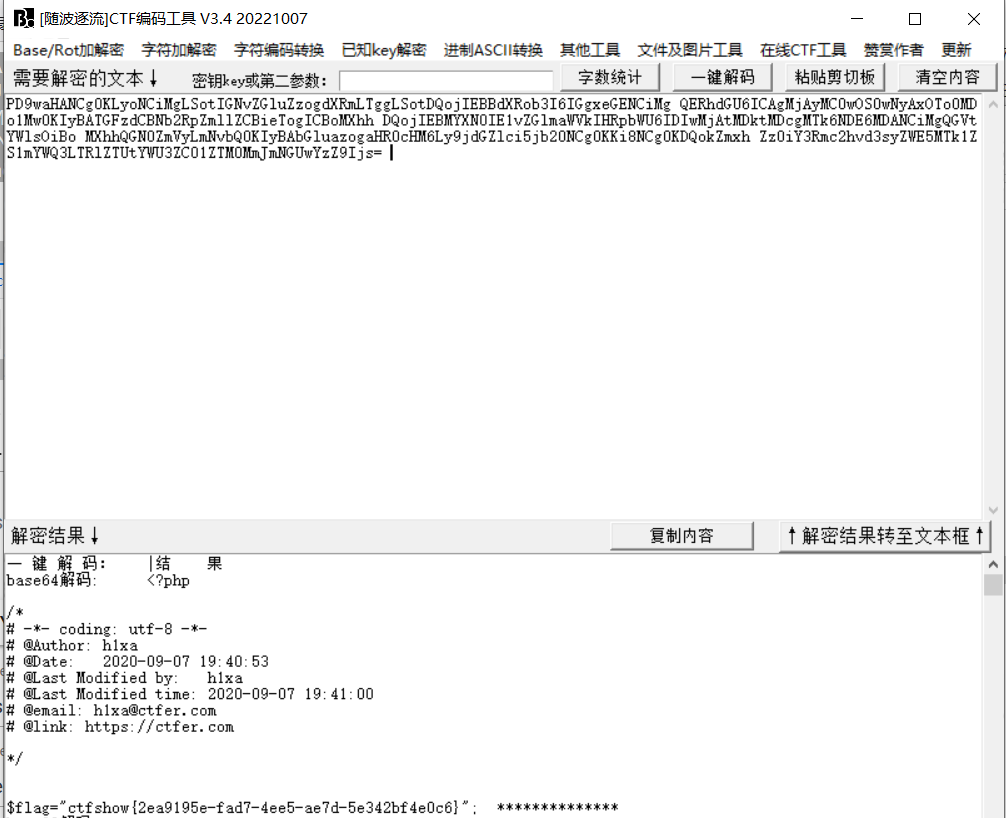 [随波逐流]CTF编码工具 V3.4 20221007
Base/Rot加解密 字符加解密 字符编码转换 已知key解密 进制ASCII转换 其他工具 文件及图片工具 在线CTF工具 赞赏作者 更新
需要解密的文本↓ 密钥key或第二参数: 字数统计 一键解码 粘贴剪切板 清空内容
PD9waHANCg0KLyoNCiMgLSotIGNvZGluZzogdXRmLTggLSotDQojIEBBdXRob3I6IGgxeGENCiMg QERhdGU6ICAgMjAyMC0wOS0wNyAxOTo0MD
o1Mw0KIyBATGFzdCBNb2RpZmllZCBieTogICBoMXhh DQojIEBMYXN0IE1vZGlmaWVkIHRpbWU6IDIwMjAtMDktMDcgMTk6NDE6MDANCiMgQGVt
YWlsOiBo MXhhQGN0ZmVyLmNvbQ0KIyBAbGluazogaHR0cHM6Ly9jdGZlci5jb20NCg0KKi8NCg0KDQokZmxh Zz0iY3Rmc2hvd3syZWE5MTk1Z
S1mYWQ3LTRlZTUtYWU3ZC01ZTM0MmJmNGUwYzZ9Ijs=
解密结果↓ 复制内容 ↑解密结果转至文本框↑
一 键 解 码: |结 果
base64解码: <?php
/*
# -*- coding: utf-8 -*-
# @Author: h1xa
# @Date: 2020-09-07 19:40:53
# @Last Modified by: h1xa
# @Last Modified time: 2020-09-07 19:41:00
# @email: h1xa@ctfer.com
# @link: https://ctfer.com
*/
$flag="ctfshow{2ea9195e-fad7-4ee5-ae7d-5e342bf4e0c6}"; **************